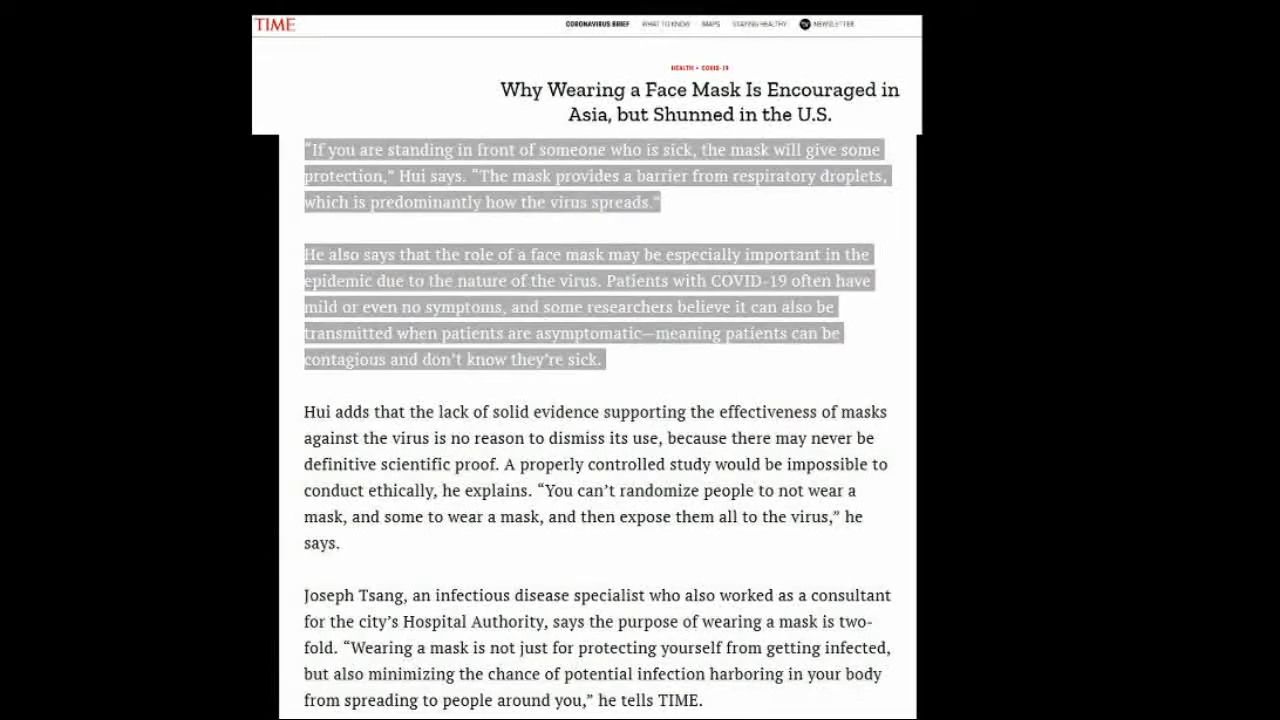 TIME
CORONAVIRUS BRIEF WHAT TO KNOW MAPS STAYING HEALTHY NEWSLETTER
HEALTH • COVID-19
Why Wearing a Face Mask Is Encouraged in
Asia, but Shunned in the U.S.
“If you are standing in front of someone who is sick, the mask will give some
protection,” Hui says. “The mask provides a barrier from respiratory droplets,
which is predominantly how the virus spreads.”
He also says that the role of a face mask may be especially important in the
epidemic due to the nature of the virus. Patients with COVID-19 often have
mild or even no symptoms, and some researchers believe it can also be
transmitted when patients are asymptomatic—meaning patients can be
contagious and don’t know they’re sick.
Hui adds that the lack of solid evidence supporting the effectiveness of masks
against the virus is no reason to dismiss its use, because there may never be
definitive scientific proof. A properly controlled study would be impossible to
conduct ethically, he explains. “You can’t randomize people to not wear a
mask, and some to wear a mask, and then expose them all to the virus,” he
says.
Joseph Tsang, an infectious disease specialist who also worked as a consultant
for the city’s Hospital Authority, says the purpose of wearing a mask is two-
fold. “Wearing a mask is not just for protecting yourself from getting infected,
but also minimizing the chance of potential infection harboring in your body
from spreading to people around you,” he tells TIME.